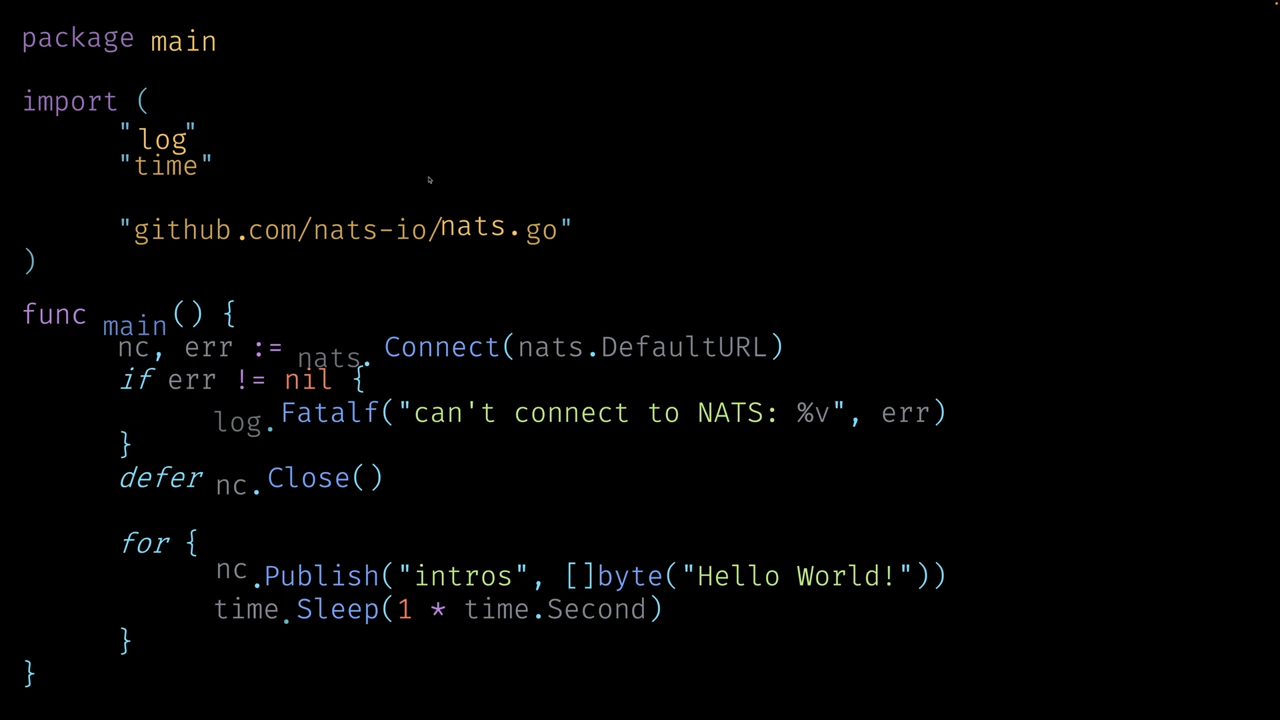 package main

import (
	"log"
	"time"

	"github.com/nats-io/nats.go"
)

func main() {
	nc, err := nats.Connect(nats.DefaultURL)
	if err != nil {
		log.Fatalf("can't connect to NATS: %v", err)
	}
	defer nc.Close()

	for {
		nc.Publish("intros", []byte("Hello World!"))
		time.Sleep(1 * time.Second)
	}
}